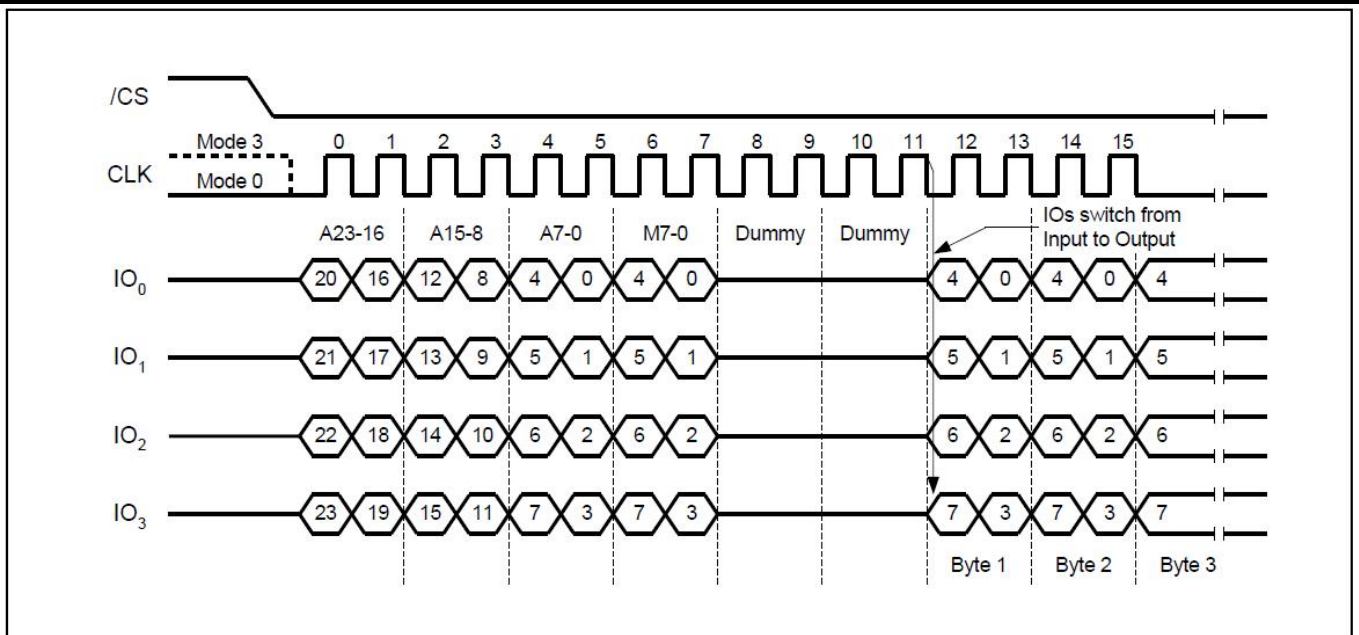 /CS
Mode 3 0 1 2 3 4 5 6 7 8 9 10 11 12 13 14 15
CLK
Mode 0
IOs switch from
Input to Output
A23-16 A15-8 A7-0 M7-0 Dummy Dummy
IO0 20 16 12 8 4 0 4 0 4 0 4 0 4
IO1 21 17 13 9 5 1 5 1 5 1 5 1 5
IO2 22 18 14 10 6 2 6 2 6 2 6 2 6
IO3 23 19 15 11 7 3 7 3 7 3 7 3 7
Byte 1 Byte 2 Byte 3